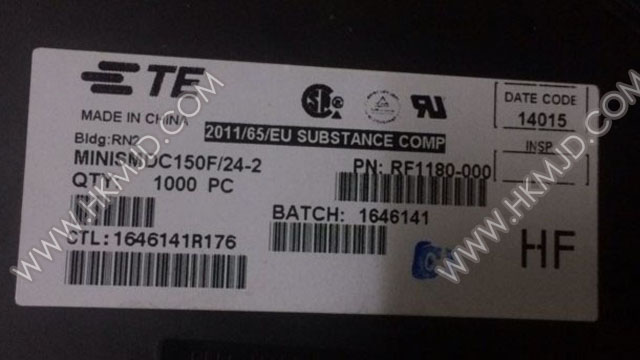 TE
MADE IN CHINA
Bldg:RN2
2011/65/EU SUBSTANCE COMP
DATE CODE
14015
INSP
MINISMDC150F/24-2
PN: RF1180-000
QTY 1000 PC
BATCH: 1646141
CTL:1646141R176
HF
WWW.HKMJD.COM
WWW.HKMJD.COM
WWW.HKMJD.COM